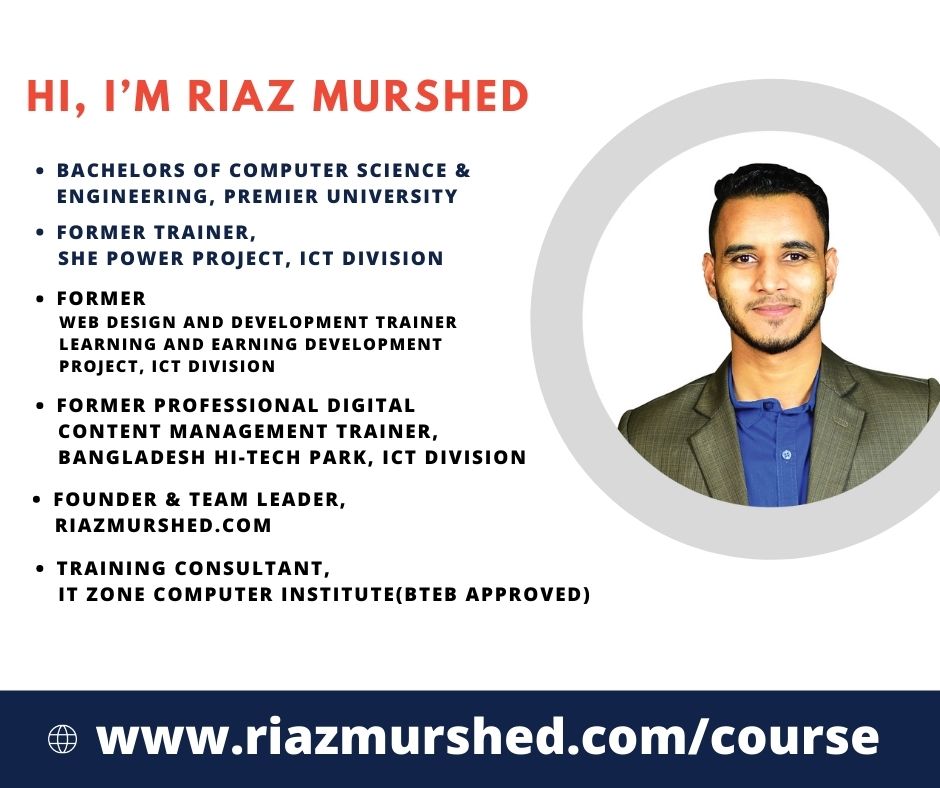 HI, I'M RIAZ MURSHED
• BACHELORS OF COMPUTER SCIENCE &
ENGINEERING, PREMIER UNIVERSITY
• FORMER TRAINER,
SHE POWER PROJECT, ICT DIVISION
• FORMER
WEB DESIGN AND DEVELOPMENT TRAINER
LEARNING AND EARNING DEVELOPMENT
PROJECT, ICT DIVISION
• FORMER PROFESSIONAL DIGITAL
CONTENT MANAGEMENT TRAINER,
BANGLADESH HI-TECH PARK, ICT DIVISION
• FOUNDER & TEAM LEADER,
RIAZMURSHED.COM
• TRAINING CONSULTANT,
IT ZONE COMPUTER INSTITUTE(BTEB APPROVED)
www.riazmurshed.com/course